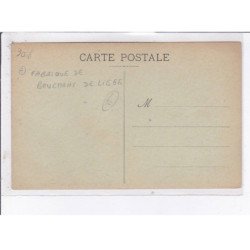 CARTE POSTALE
FABRIQUE DE
BOUCHONS DE LIÈGE
M